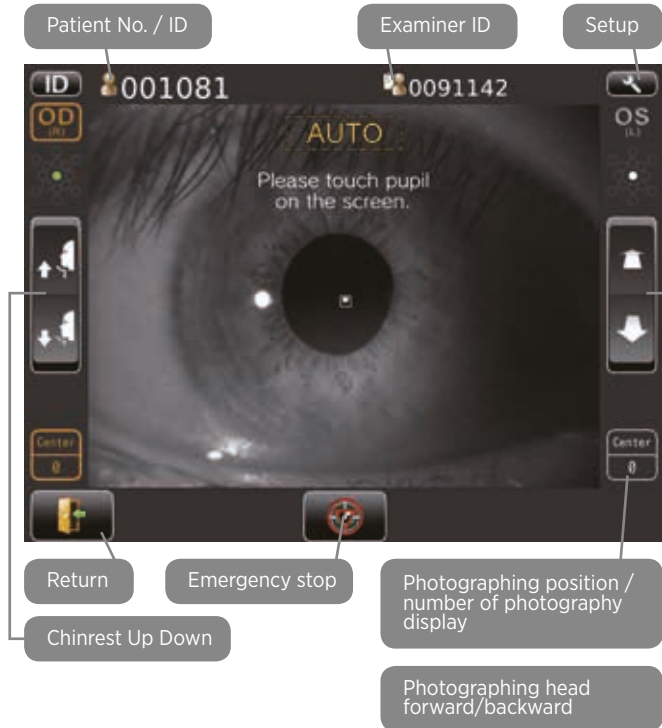 Patient No. / ID
Examiner ID
Setup
ID
001081
0091142
OD
(R)
AUTO
OS
(L)
Please touch pupil
on the screen.
Center
0
Center
0
Return
Emergency stop
Photographing position /
number of photography
display
Chinrest Up Down
Photographing head
forward/backward